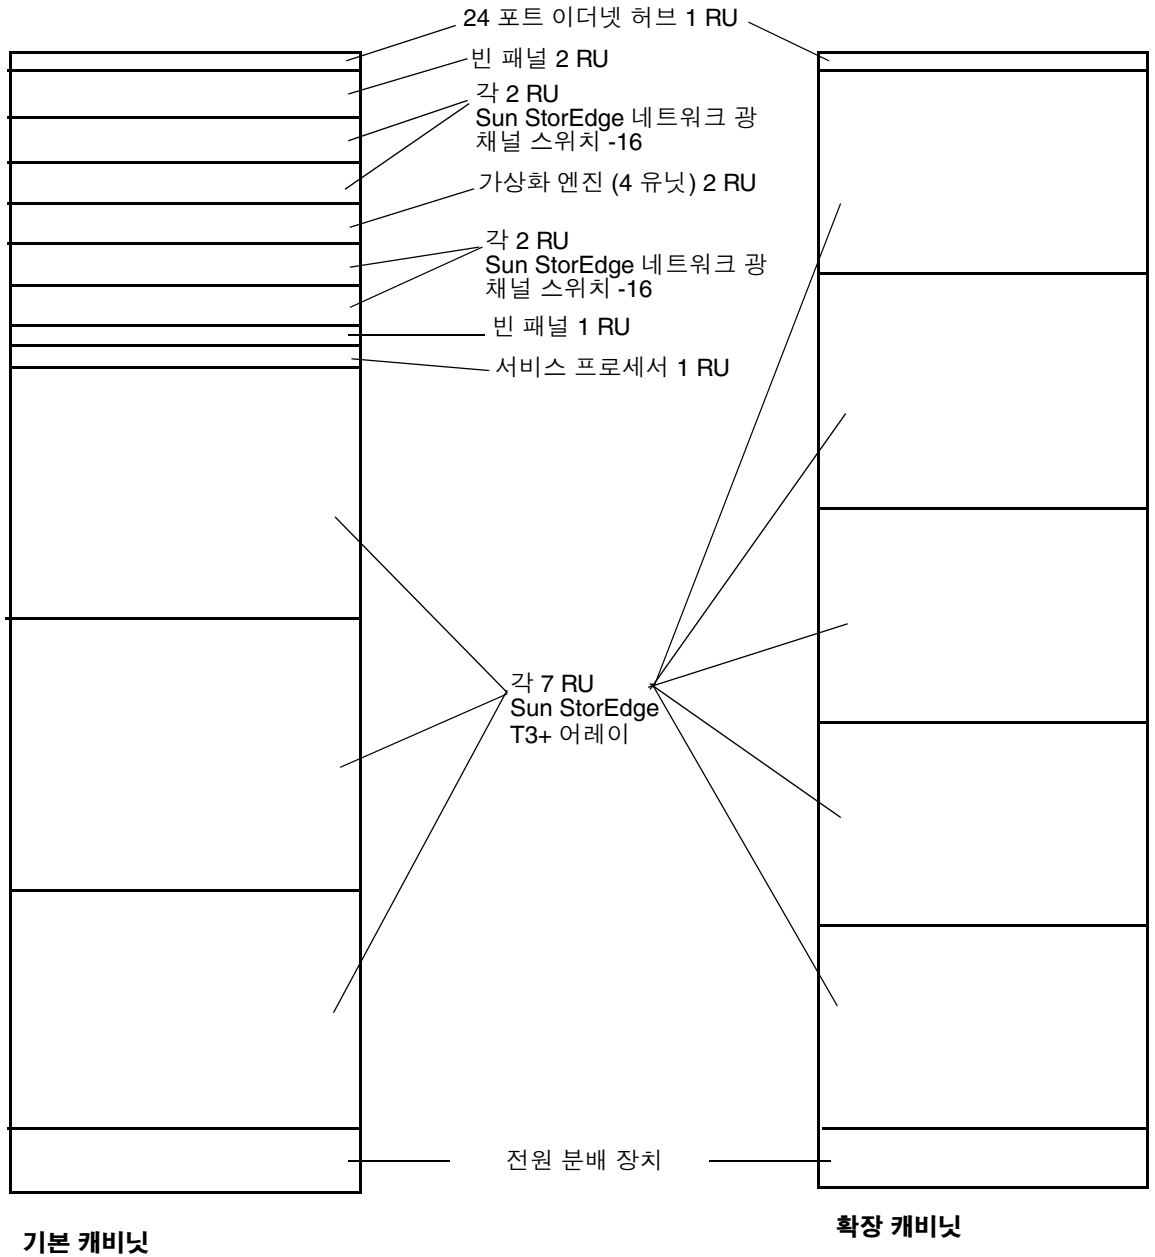 24 포트 이더넷 허브 1 RU
빈 패널 2 RU
각 2 RU
Sun StorEdge 네트워크 광
채널 스위치 -16
가상화 엔진 (4 유닛) 2 RU
각 2 RU
Sun StorEdge 네트워크 광
채널 스위치 -16
빈 패널 1 RU
서비스 프로세서 1 RU
각 7 RU
Sun StorEdge
T3+ 어레이
전원 분배 장치
기본 캐비닛
확장 캐비닛